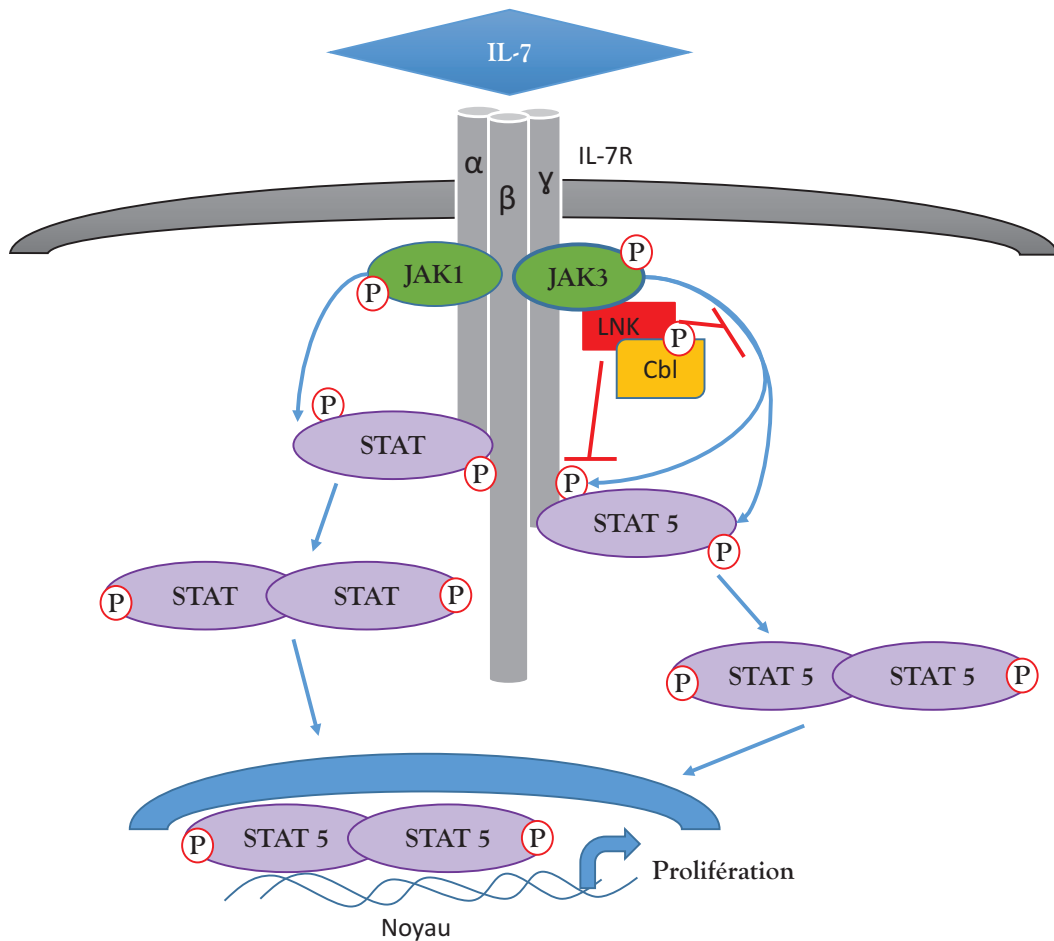 IL-7
α
β
ɣ
IL-7R
JAK1
P
JAK3
P
LNK
P
Cbl
P
STAT
P
P
STAT 5
P
P
STAT
STAT
P
P
STAT 5
STAT 5
P
P
STAT 5
STAT 5
P
Prolifération
Noyau